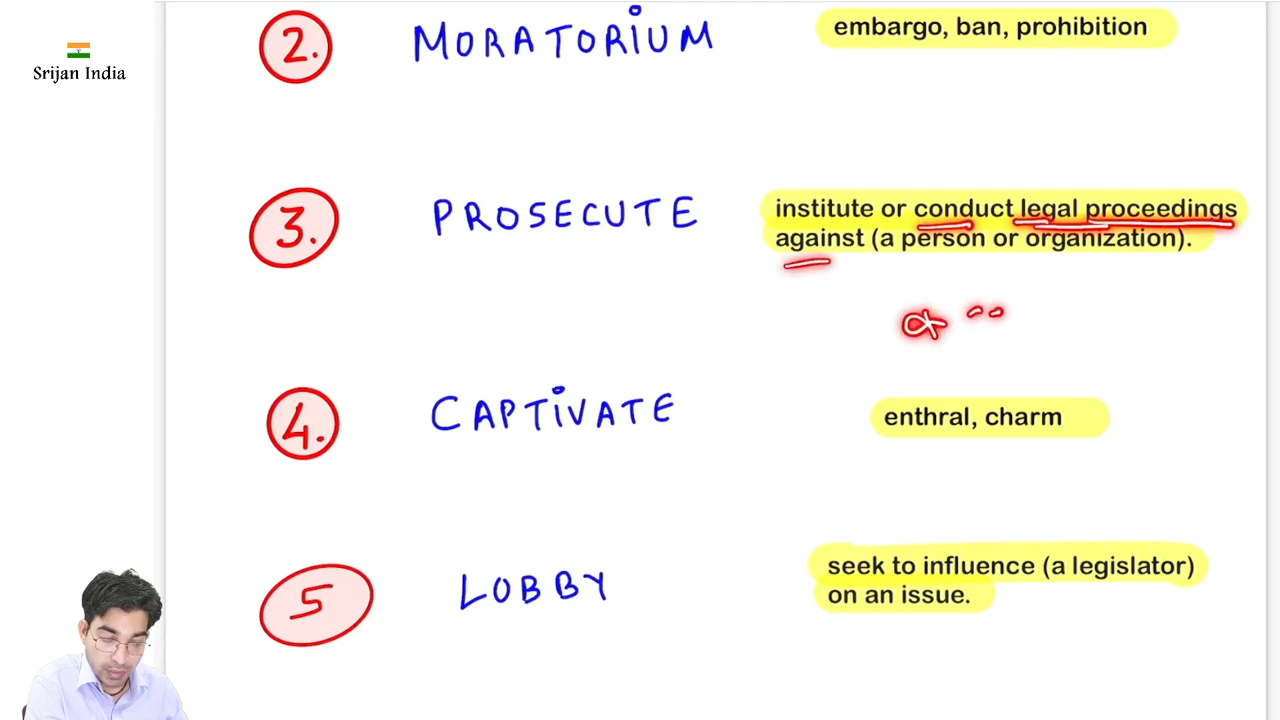 2. MORATORIUM embargo, ban, prohibition
Srijan India
3. PROSECUTE institute or conduct legal proceedings
against (a person or organization).
4. CAPTIVATE enthral, charm
5 LOBBY seek to influence (a legislator)
on an issue.